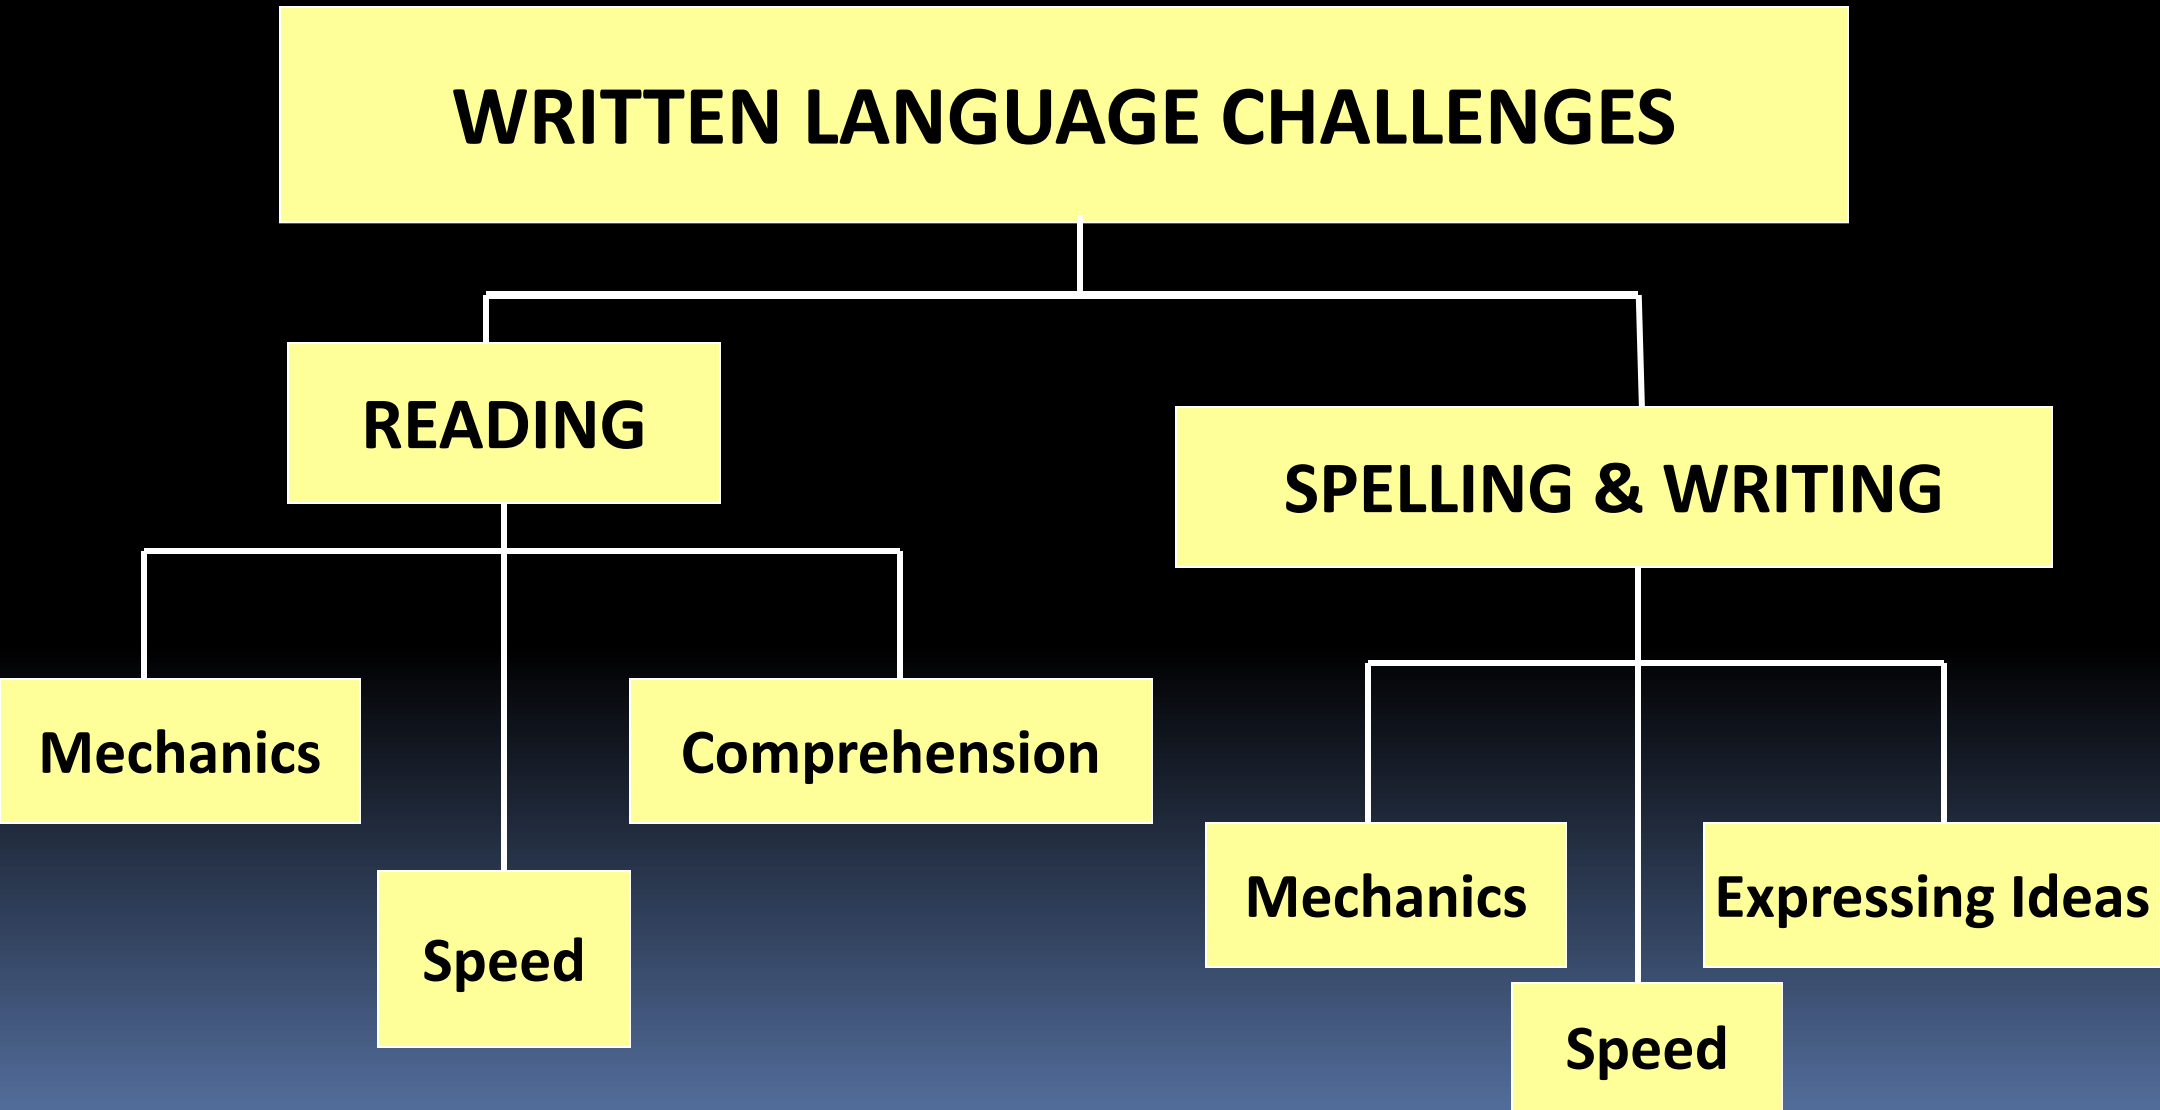 WRITTEN LANGUAGE CHALLENGES
READING
SPELLING & WRITING
Mechanics
Comprehension
Speed
Mechanics
Expressing Ideas
Speed